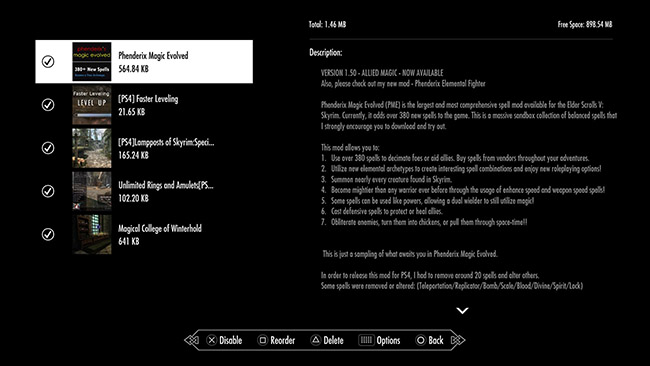 Total: 1.46 MB
Free Space: 898.54 MB
phenderix's
magic evolved
380+ New Spells
Phenderix Magic Evolved
564.84 KB
Faster Leveling
LEVEL UP
[PS4] Faster Leveling
21.65 KB
[PS4]Lampposts of Skyrim:Speci...
165.24 KB
Unlimited Rings and Amulets[PS...
102.20 KB
Magical College of Winterhold
641 KB
Description:
VERSION 1.50 - ALLIED MAGIC - NOW AVAILABLE
Also, please check out my new mod - Phenderix Elemental Fighter
Phenderix Magic Evolved (PME) is the largest and most comprehensive spell mod available for the Elder Scrolls V:
Skyrim. Currently, it adds over 380 new spells to the game. This is a massive sandbox collection of balanced spells that
I strongly encourage you to download and try out.
This mod allows you to:
1. Use over 380 spells to decimate foes or aid allies. Buy spells from vendors throughout your adventures.
2. Utilize new elemental archetypes to create interesting spell combinations and enjoy new roleplaying options!
3. Summon nearly every creature found in Skyrim.
4. Become mightier than any warrior ever before through the usage of enhance speed and weapon speed spells!
5. Some spells can be used like powers, allowing a dual wielder to still utilize magic!
6. Cast defensive spells to protect or heal allies.
7. Obliterate enemies, turn them into chickens, or pull them through space-time!!
This is just a sampling of what awaits you in Phenderix Magic Evolved.
In order to release this mod for PS4, I had to remove around 20 spells and alter others.
Some spells were removed or altered: (Teleportation/Replicator/Bomb/Scale/Blood/Divine/Spirit/Lock)
Disable
Reorder
Delete
Options
Back